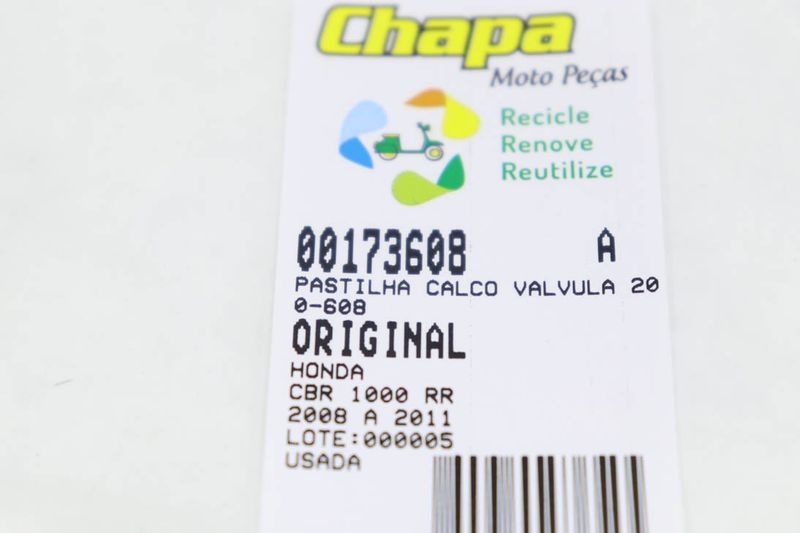 Chapa
Moto Peças
Recicle
Renove
Reutilize
00173608 A
PASTILHA CALCO VALVULA 20
0-608
ORIGINAL
HONDA
CBR 1000 RR
2008 A 2011
LOTE:000005
USADA